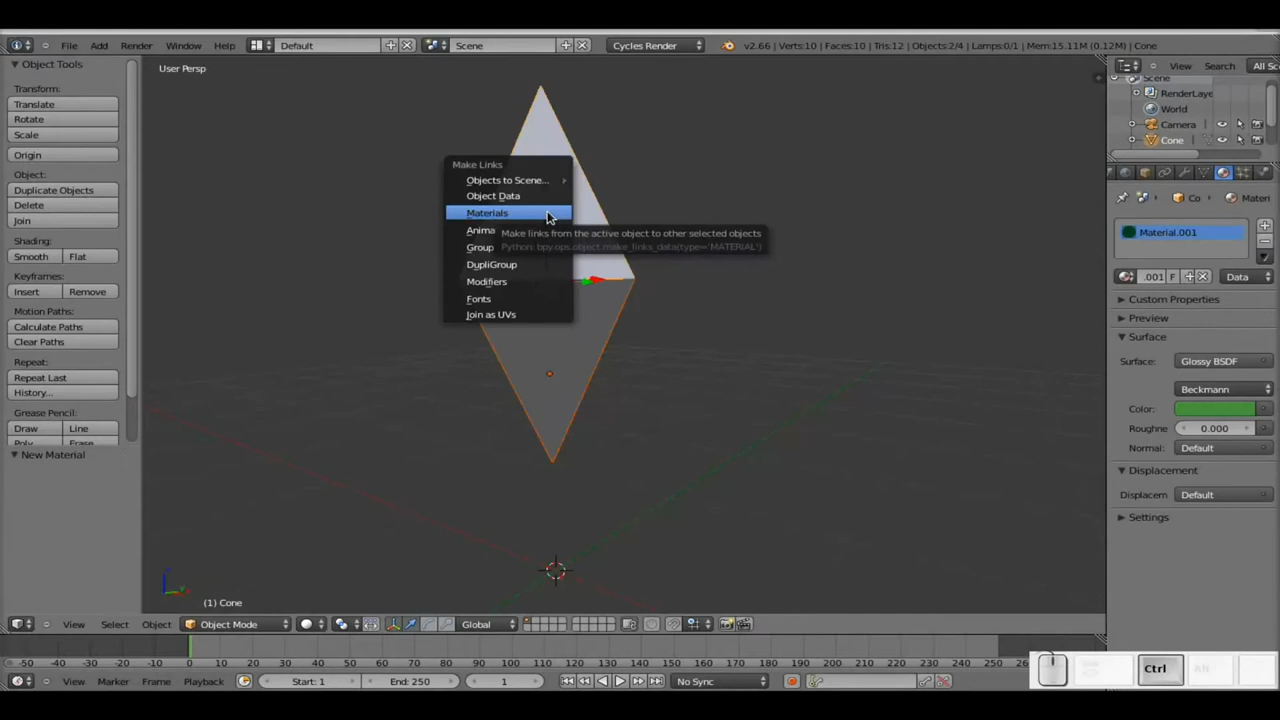 File Add Render Window Help Default Scene Cycles Render v2.66 | Verts:10 | Faces:10 | Tris:12 | Objects:2/4 | Lamps:0/1 | Mem:15.11M (0.12M) | Cone
Object Tools
Transform:
Translate
Rotate
Scale
Origin
Object:
Duplicate Objects
Delete
Join
Shading:
Smooth Flat
Keyframes:
Insert Remove
Motion Paths:
Calculate Paths
Clear Paths
Repeat:
Repeat Last
History...
Grease Pencil:
Draw Line
Poly Erase
New Material
User Persp
Make Links
Objects to Scene...
Object Data
Materials
Anima
Group
DupliGroup
Modifiers
Fonts
Join as UVs
Make links from the active object to other selected objects
Python: bpy.ops.object.make_links_data(type='MATERIAL')
(1) Cone
View Select Object Object Mode Global
View Search All Sc
Scene
RenderLaye
World
Camera
Cone
Co Materi
Material.001
.001 F Data
Custom Properties
Preview
Surface
Surface: Glossy BSDF
Beckmann
Color:
Roughne 0.000
Normal: Default
Displacement
Displacem Default
Settings
-50 -40 -30 -20 -10 0 10 20 30 40 50 60 70 80 90 100 110 120 130 140 150 160 170 180 190 200 210 220 230 240 250 260
View Marker Frame Playback Start: 1 End: 250 1 No Sync
Ctrl Alt